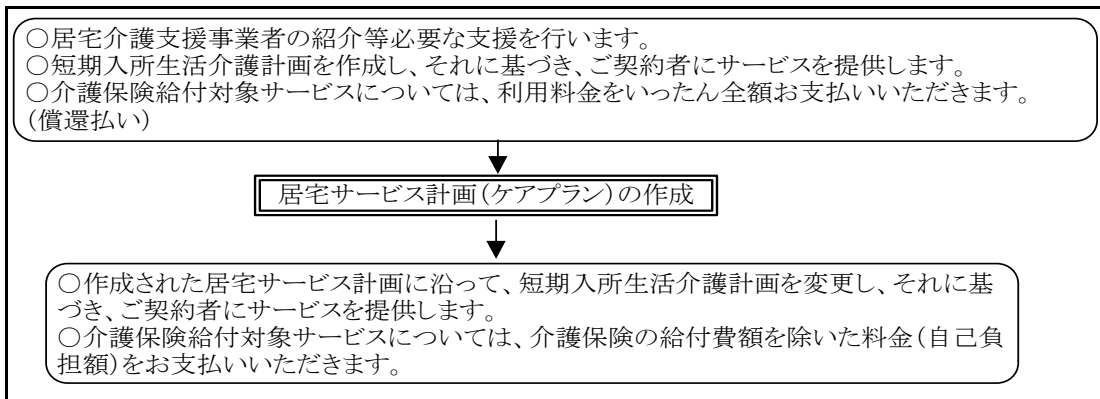 ○居宅介護支援事業者の紹介等必要な支援を行います。
○短期入所生活介護計画を作成し、それに基づき、ご契約者にサービスを提供します。
○介護保険給付対象サービスについては、利用料金をいったん全額お支払いいただきます。
(償還払い)
居宅サービス計画(ケアプラン)の作成
○作成された居宅サービス計画に沿って、短期入所生活介護計画を変更し、それに基
づき、ご契約者にサービスを提供します。
○介護保険給付対象サービスについては、介護保険の給付費額を除いた料金(自己負
担額)をお支払いいただきます。